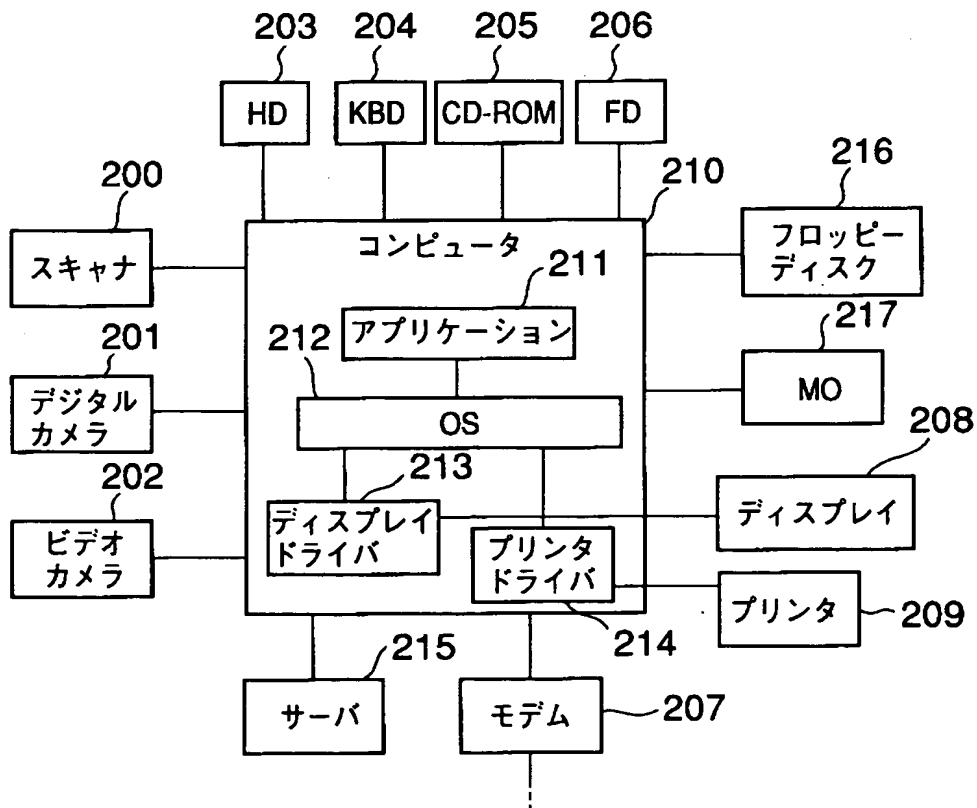 203
204
205
206
HD
KBD
CD-ROM
FD
200
210
216
スキャナ
コンピュータ
フロッピー
ディスク
211
アプリケーション
212
217
201
デジタル
カメラ
MO
OS
208
202
213
ディスプレイ
ドライバ
ディスプレイ
ビデオ
カメラ
プリンタ
ドライバ
プリンタ
209
215
214
サーバ
モデム
207